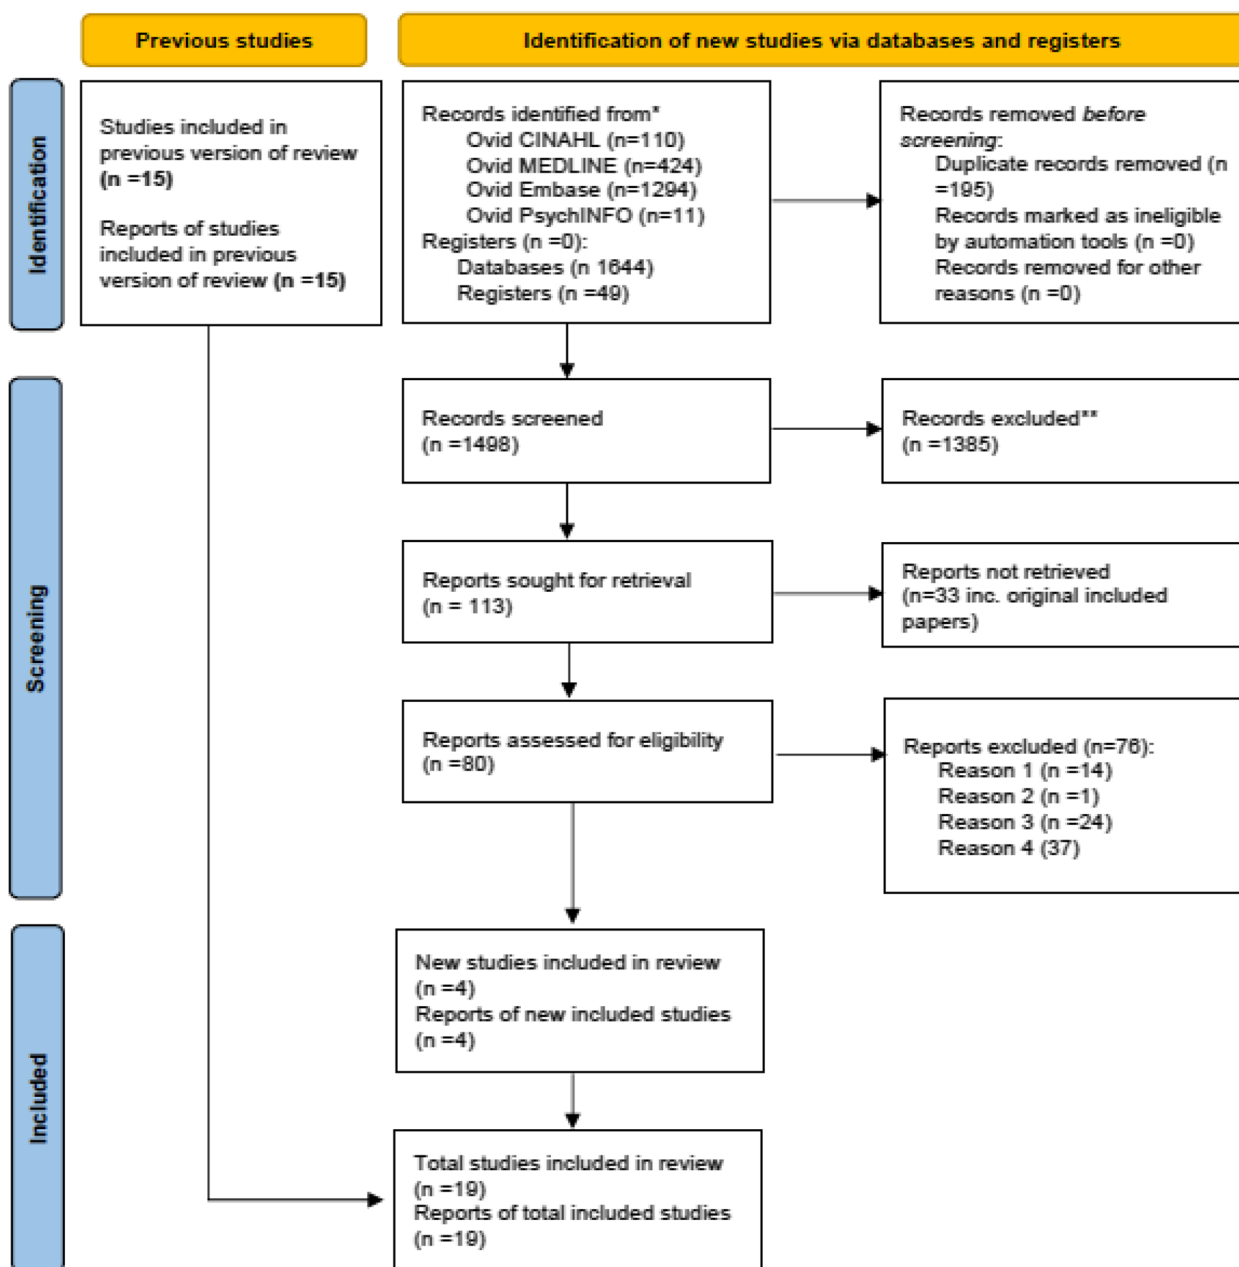 Previous studies
Identification of new studies via databases and registers
Identification
Studies included in
previous version of review
(n =15)
Reports of studies
included in previous
version of review (n =15)
Records identified from*
Ovid CINAHL (n=110)
Ovid MEDLINE (n=424)
Ovid Embase (n=1294)
Ovid PsychINFO (n=11)
Registers (n =0):
Databases (n 1644)
Registers (n =49)
Records removed before
screening:
Duplicate records removed (n
=195)
Records marked as ineligible
by automation tools (n =0)
Records removed for other
reasons (n =0)
Screening
Records screened
(n =1498)
Records excluded**
(n =1385)
Reports sought for retrieval
(n = 113)
Reports not retrieved
(n=33 inc. original included
papers)
Reports assessed for eligibility
(n =80)
Reports excluded (n=76):
Reason 1 (n =14)
Reason 2 (n =1)
Reason 3 (n =24)
Reason 4 (37)
Included
New studies included in review
(n =4)
Reports of new included studies
(n =4)
Total studies included in review
(n =19)
Reports of total included studies
(n =19)